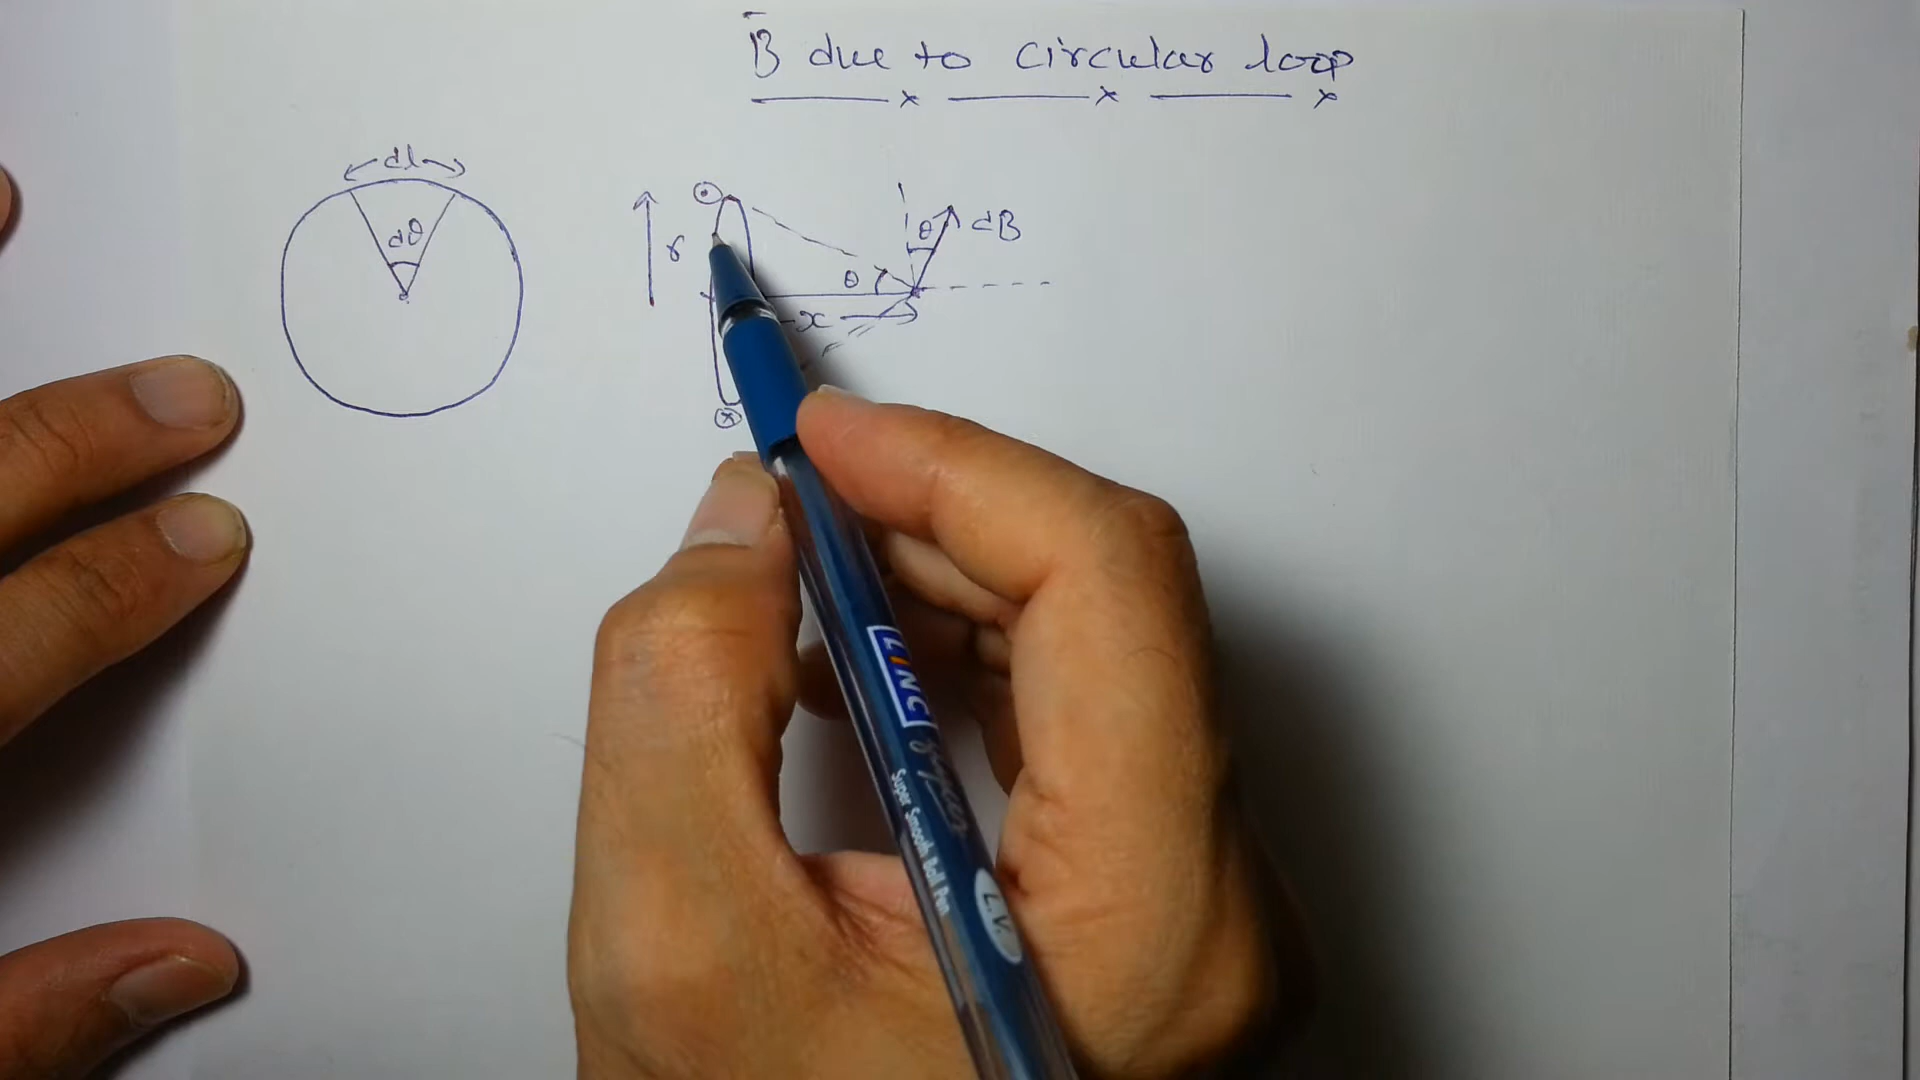 B due to circular loop
dl
dθ
r
θ
x
θ
dB
LINC
Super Smooth Ball Pen
L.V.